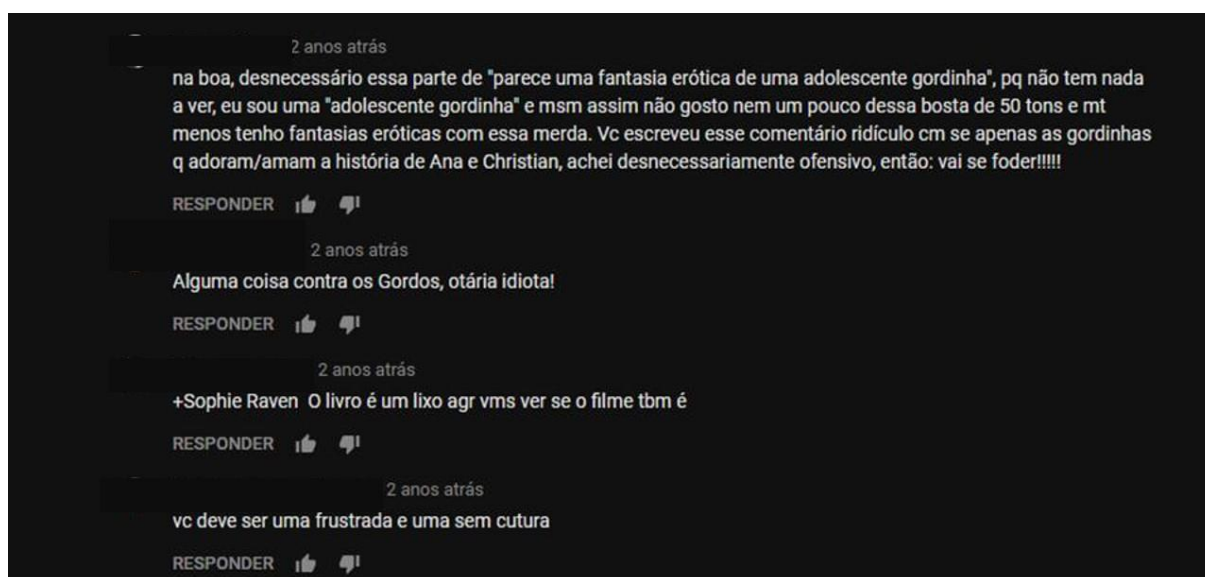 2 anos atrás
na boa, desnecessário essa parte de "parece uma fantasia erótica de uma adolescente gordinha", pq não tem nada
a ver, eu sou uma "adolescente gordinha" e msm assim não gosto nem um pouco dessa bosta de 50 tons e mt
menos tenho fantasias eróticas com essa merda. Vc escreveu esse comentário ridículo cm se apenas as gordinhas
q adoram/amam a história de Ana e Christian, achei desnecessariamente ofensivo, então: vai se foder!!!!!
RESPONDER
2 anos atrás
Alguma coisa contra os Gordos, otária idiota!
RESPONDER
2 anos atrás
+Sophie Raven O livro é um lixo agr vms ver se o filme tbm é
RESPONDER
2 anos atrás
vc deve ser uma frustrada e uma sem cutura
RESPONDER